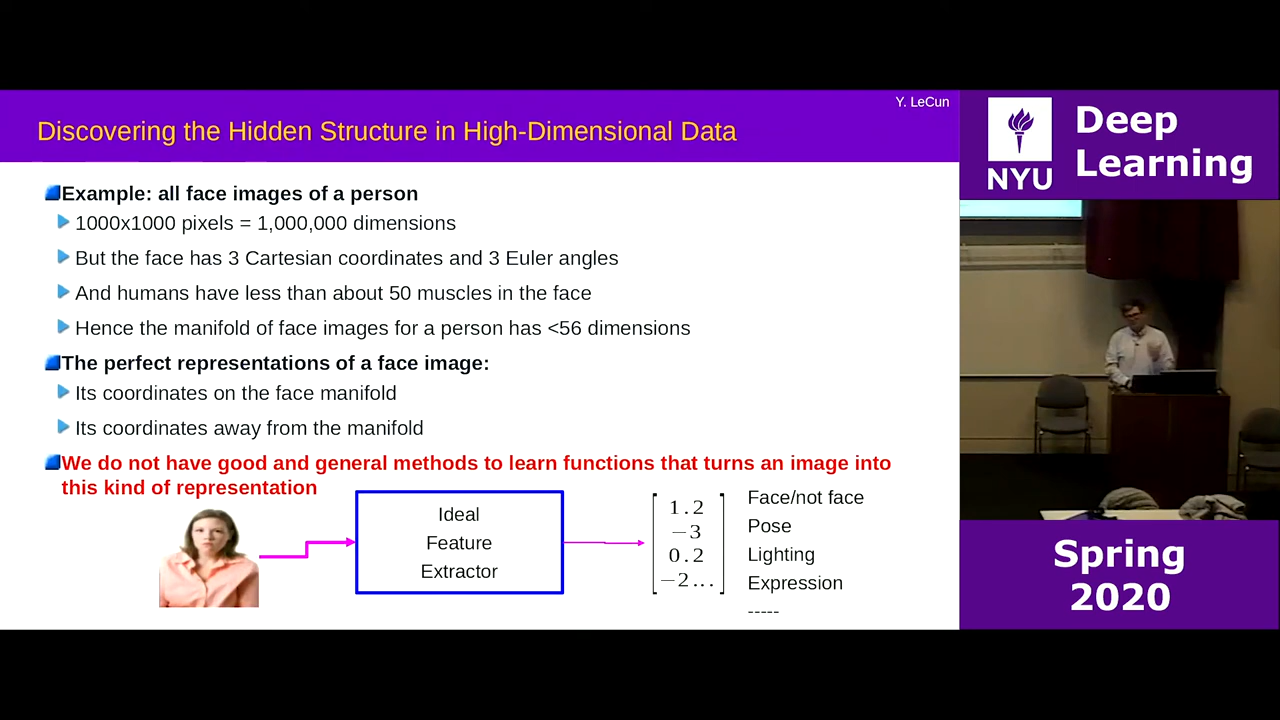 Y. LeCun
Discovering the Hidden Structure in High-Dimensional Data
Example: all face images of a person
1000x1000 pixels = 1,000,000 dimensions
But the face has 3 Cartesian coordinates and 3 Euler angles
And humans have less than about 50 muscles in the face
Hence the manifold of face images for a person has <56 dimensions
The perfect representations of a face image:
Its coordinates on the face manifold
Its coordinates away from the manifold
We do not have good and general methods to learn functions that turns an image into
this kind of representation
Ideal
Feature
Extractor
1.2
−3
0.2
−2...
Face/not face
Pose
Lighting
Expression
-----
NYU
Deep
Learning
Spring
2020